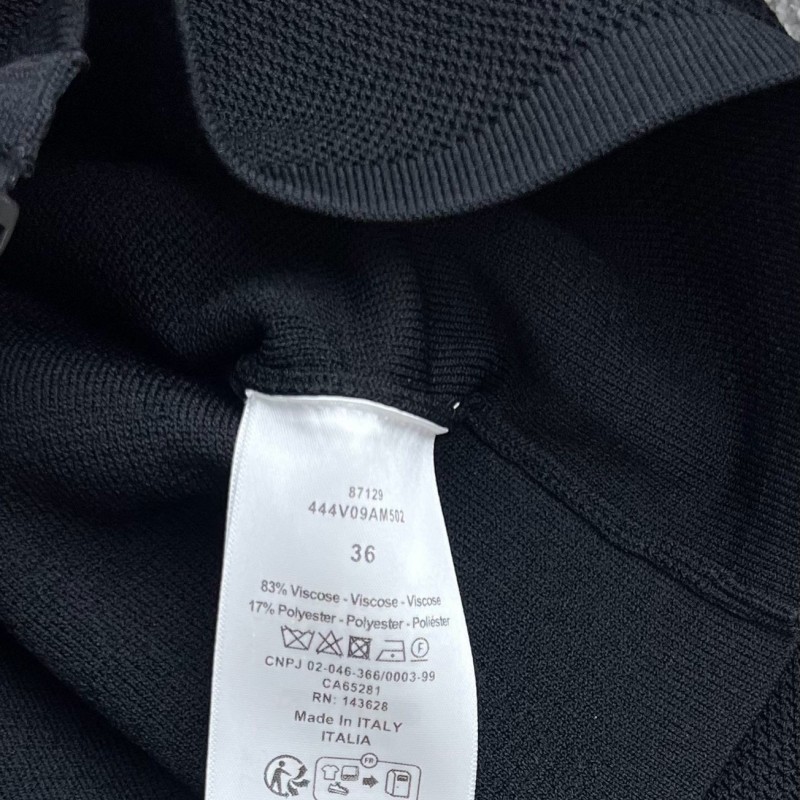 87129
444V09AM502
36
83% Viscose - Viscose - Viscose
17% Polyester - Polyester - Poliéster
F
CNPJ 02-046-366/0003-99
CA65281
RN: 143628
Made In ITALY
ITALIA
FR